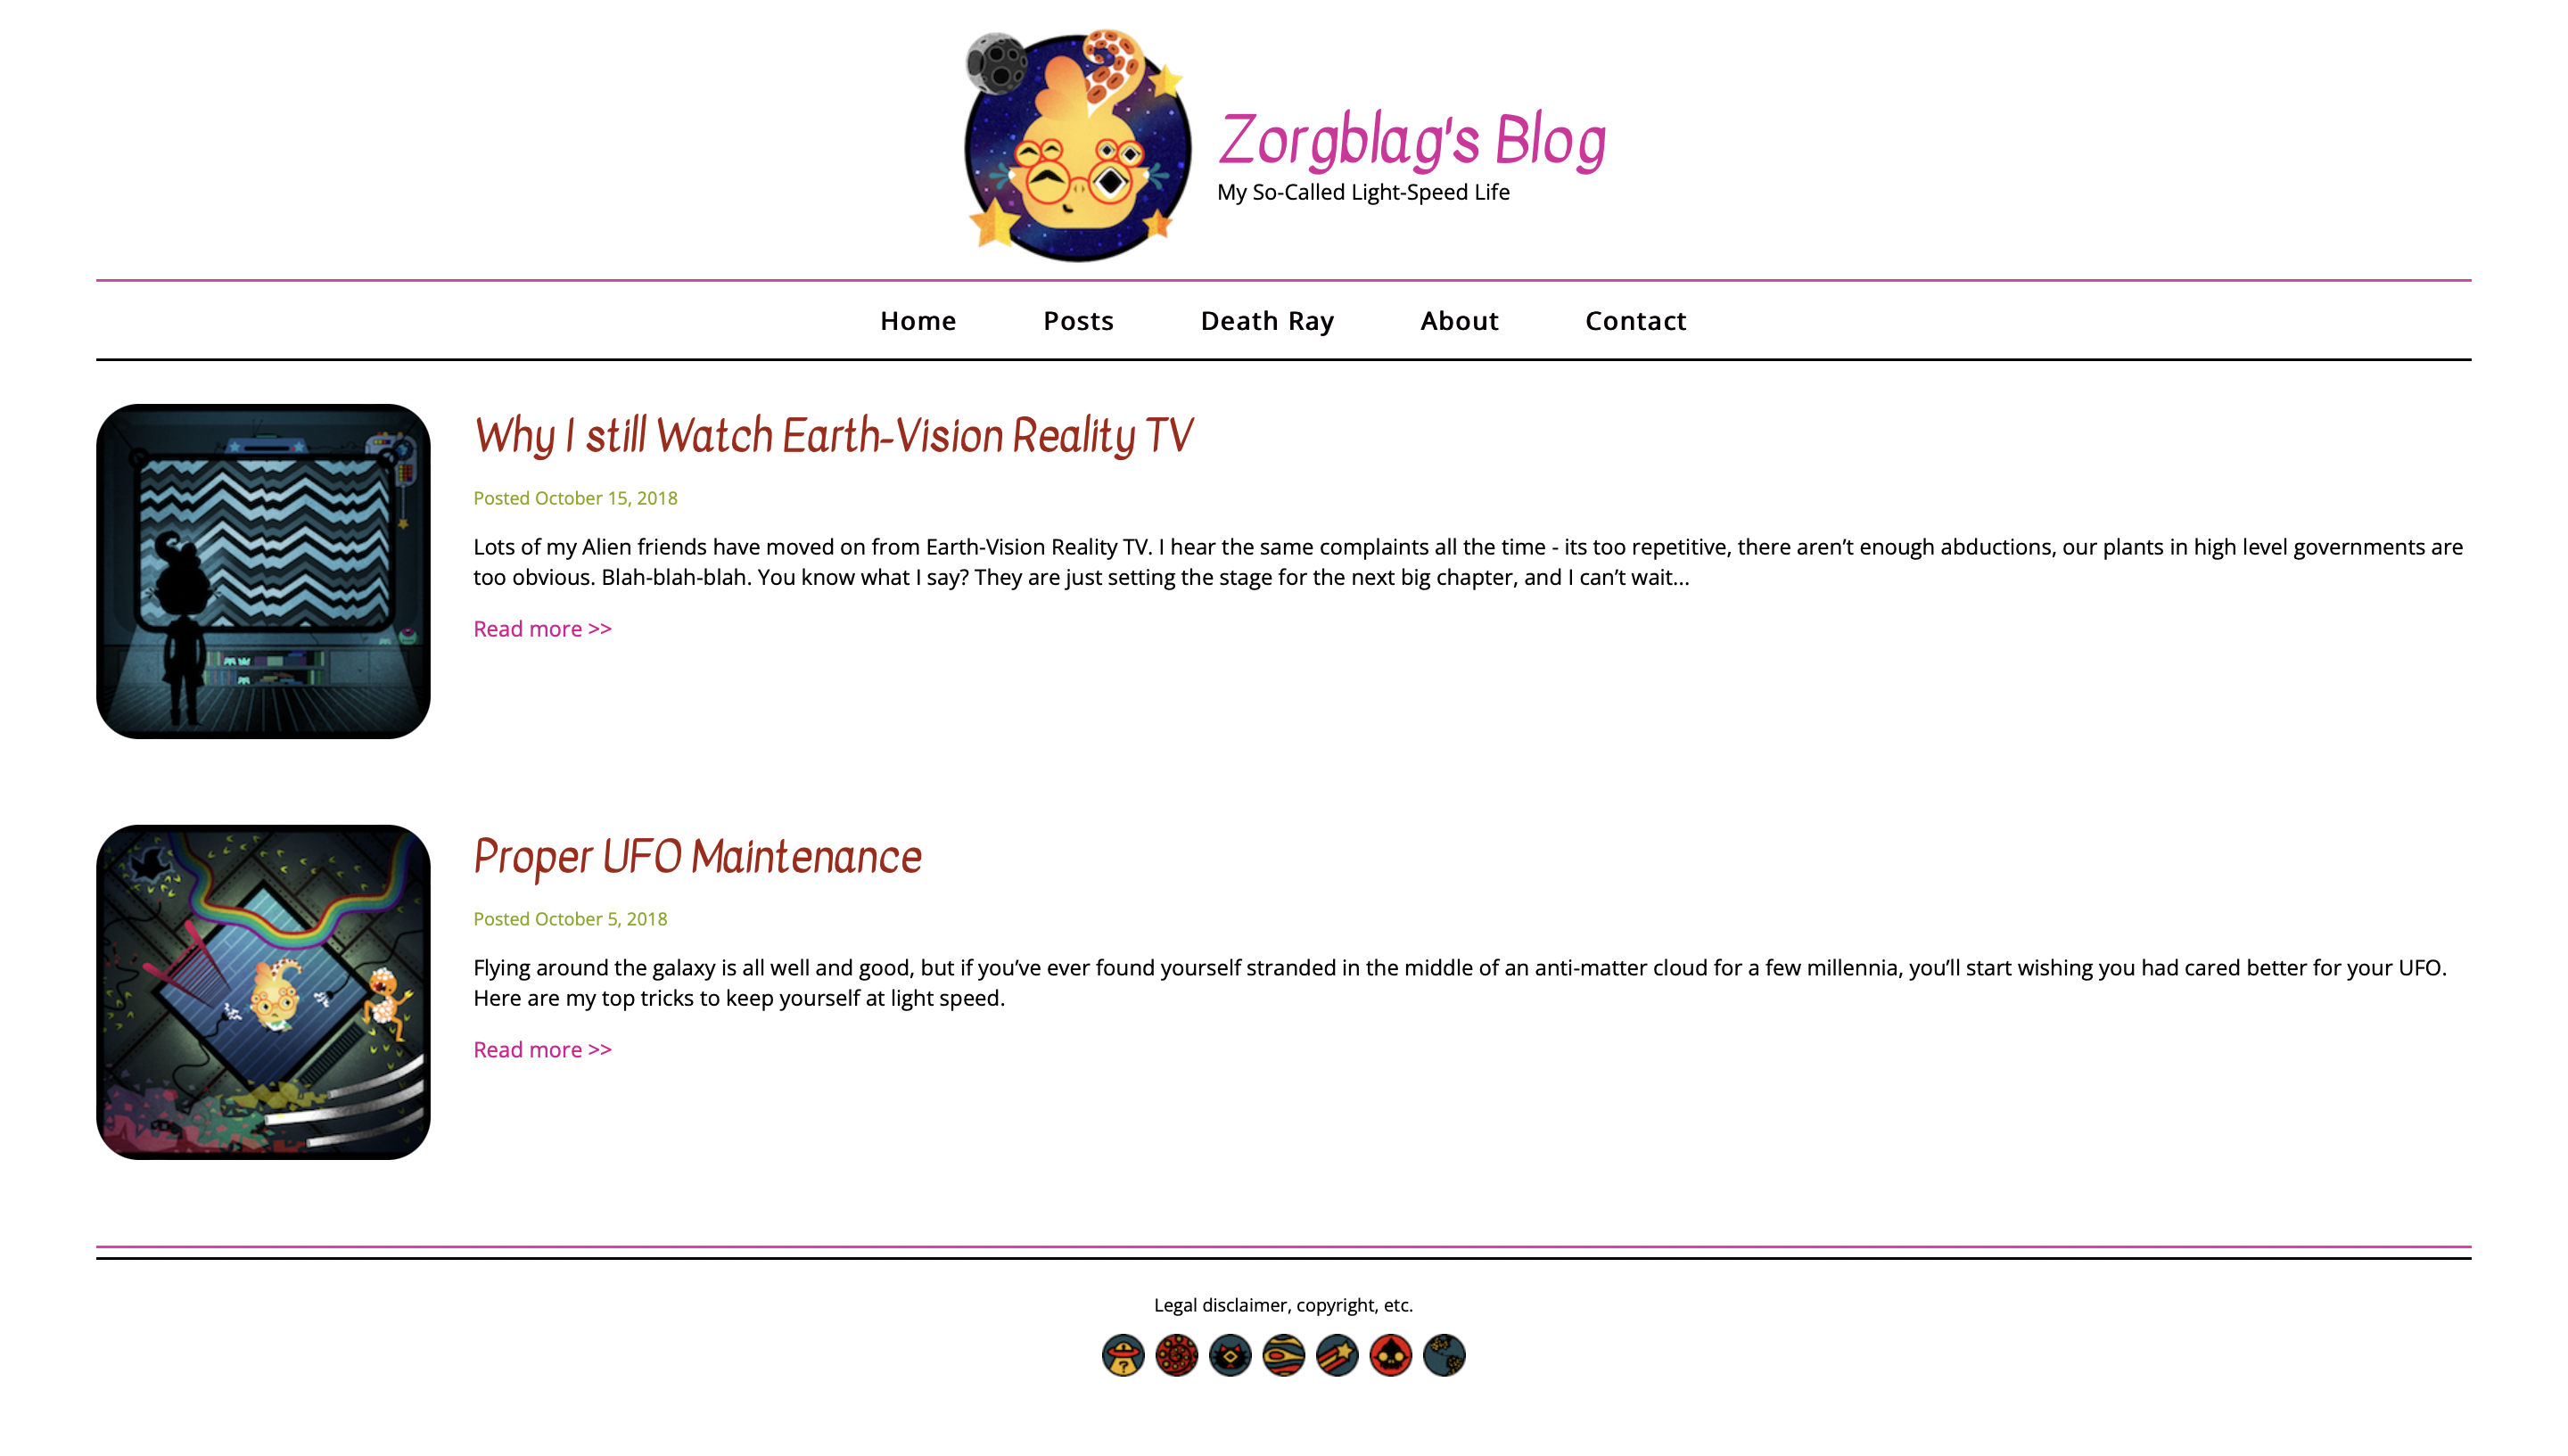 Zorgblag's Blog
My So-Called Light-Speed Life
Home Posts Death Ray About Contact
Why I still Watch Earth-Vision Reality TV
Posted October 15, 2018
Lots of my Alien friends have moved on from Earth-Vision Reality TV. I hear the same complaints all the time - its too repetitive, there aren’t enough abductions, our plants in high level governments are
too obvious. Blah-blah-blah. You know what I say? They are just setting the stage for the next big chapter, and I can’t wait...
Read more >>
Proper UFO Maintenance
Posted October 5, 2018
Flying around the galaxy is all well and good, but if you’ve ever found yourself stranded in the middle of an anti-matter cloud for a few millennia, you’ll start wishing you had cared better for your UFO.
Here are my top tricks to keep yourself at light speed.
Read more >>
Legal disclaimer, copyright, etc.
?